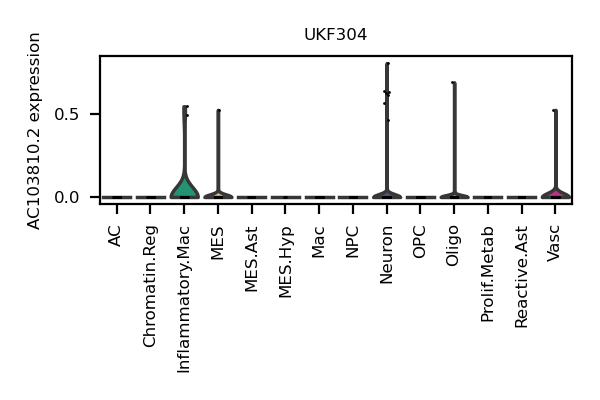 UKF304
AC103810.2 expression
0.5
0.0
AC
Chromatin.Reg
Inflammatory.Mac
MES
MES.Ast
MES.Hyp
Mac
NPC
Neuron
OPC
Oligo
Prolif.Metab
Reactive.Ast
Vasc